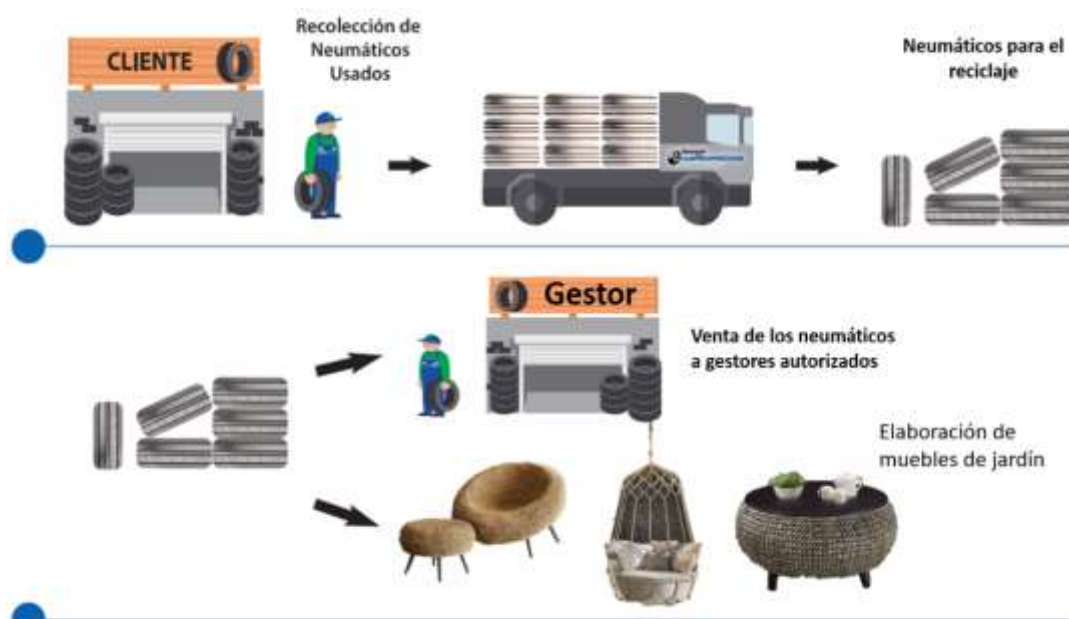 CLIENTE
Recolección de
Neumáticos
Usados
Neumáticos para el
reciclaje
Gestor
Venta de los neumáticos
a gestores autorizados
Elaboración de
muebles de jardín